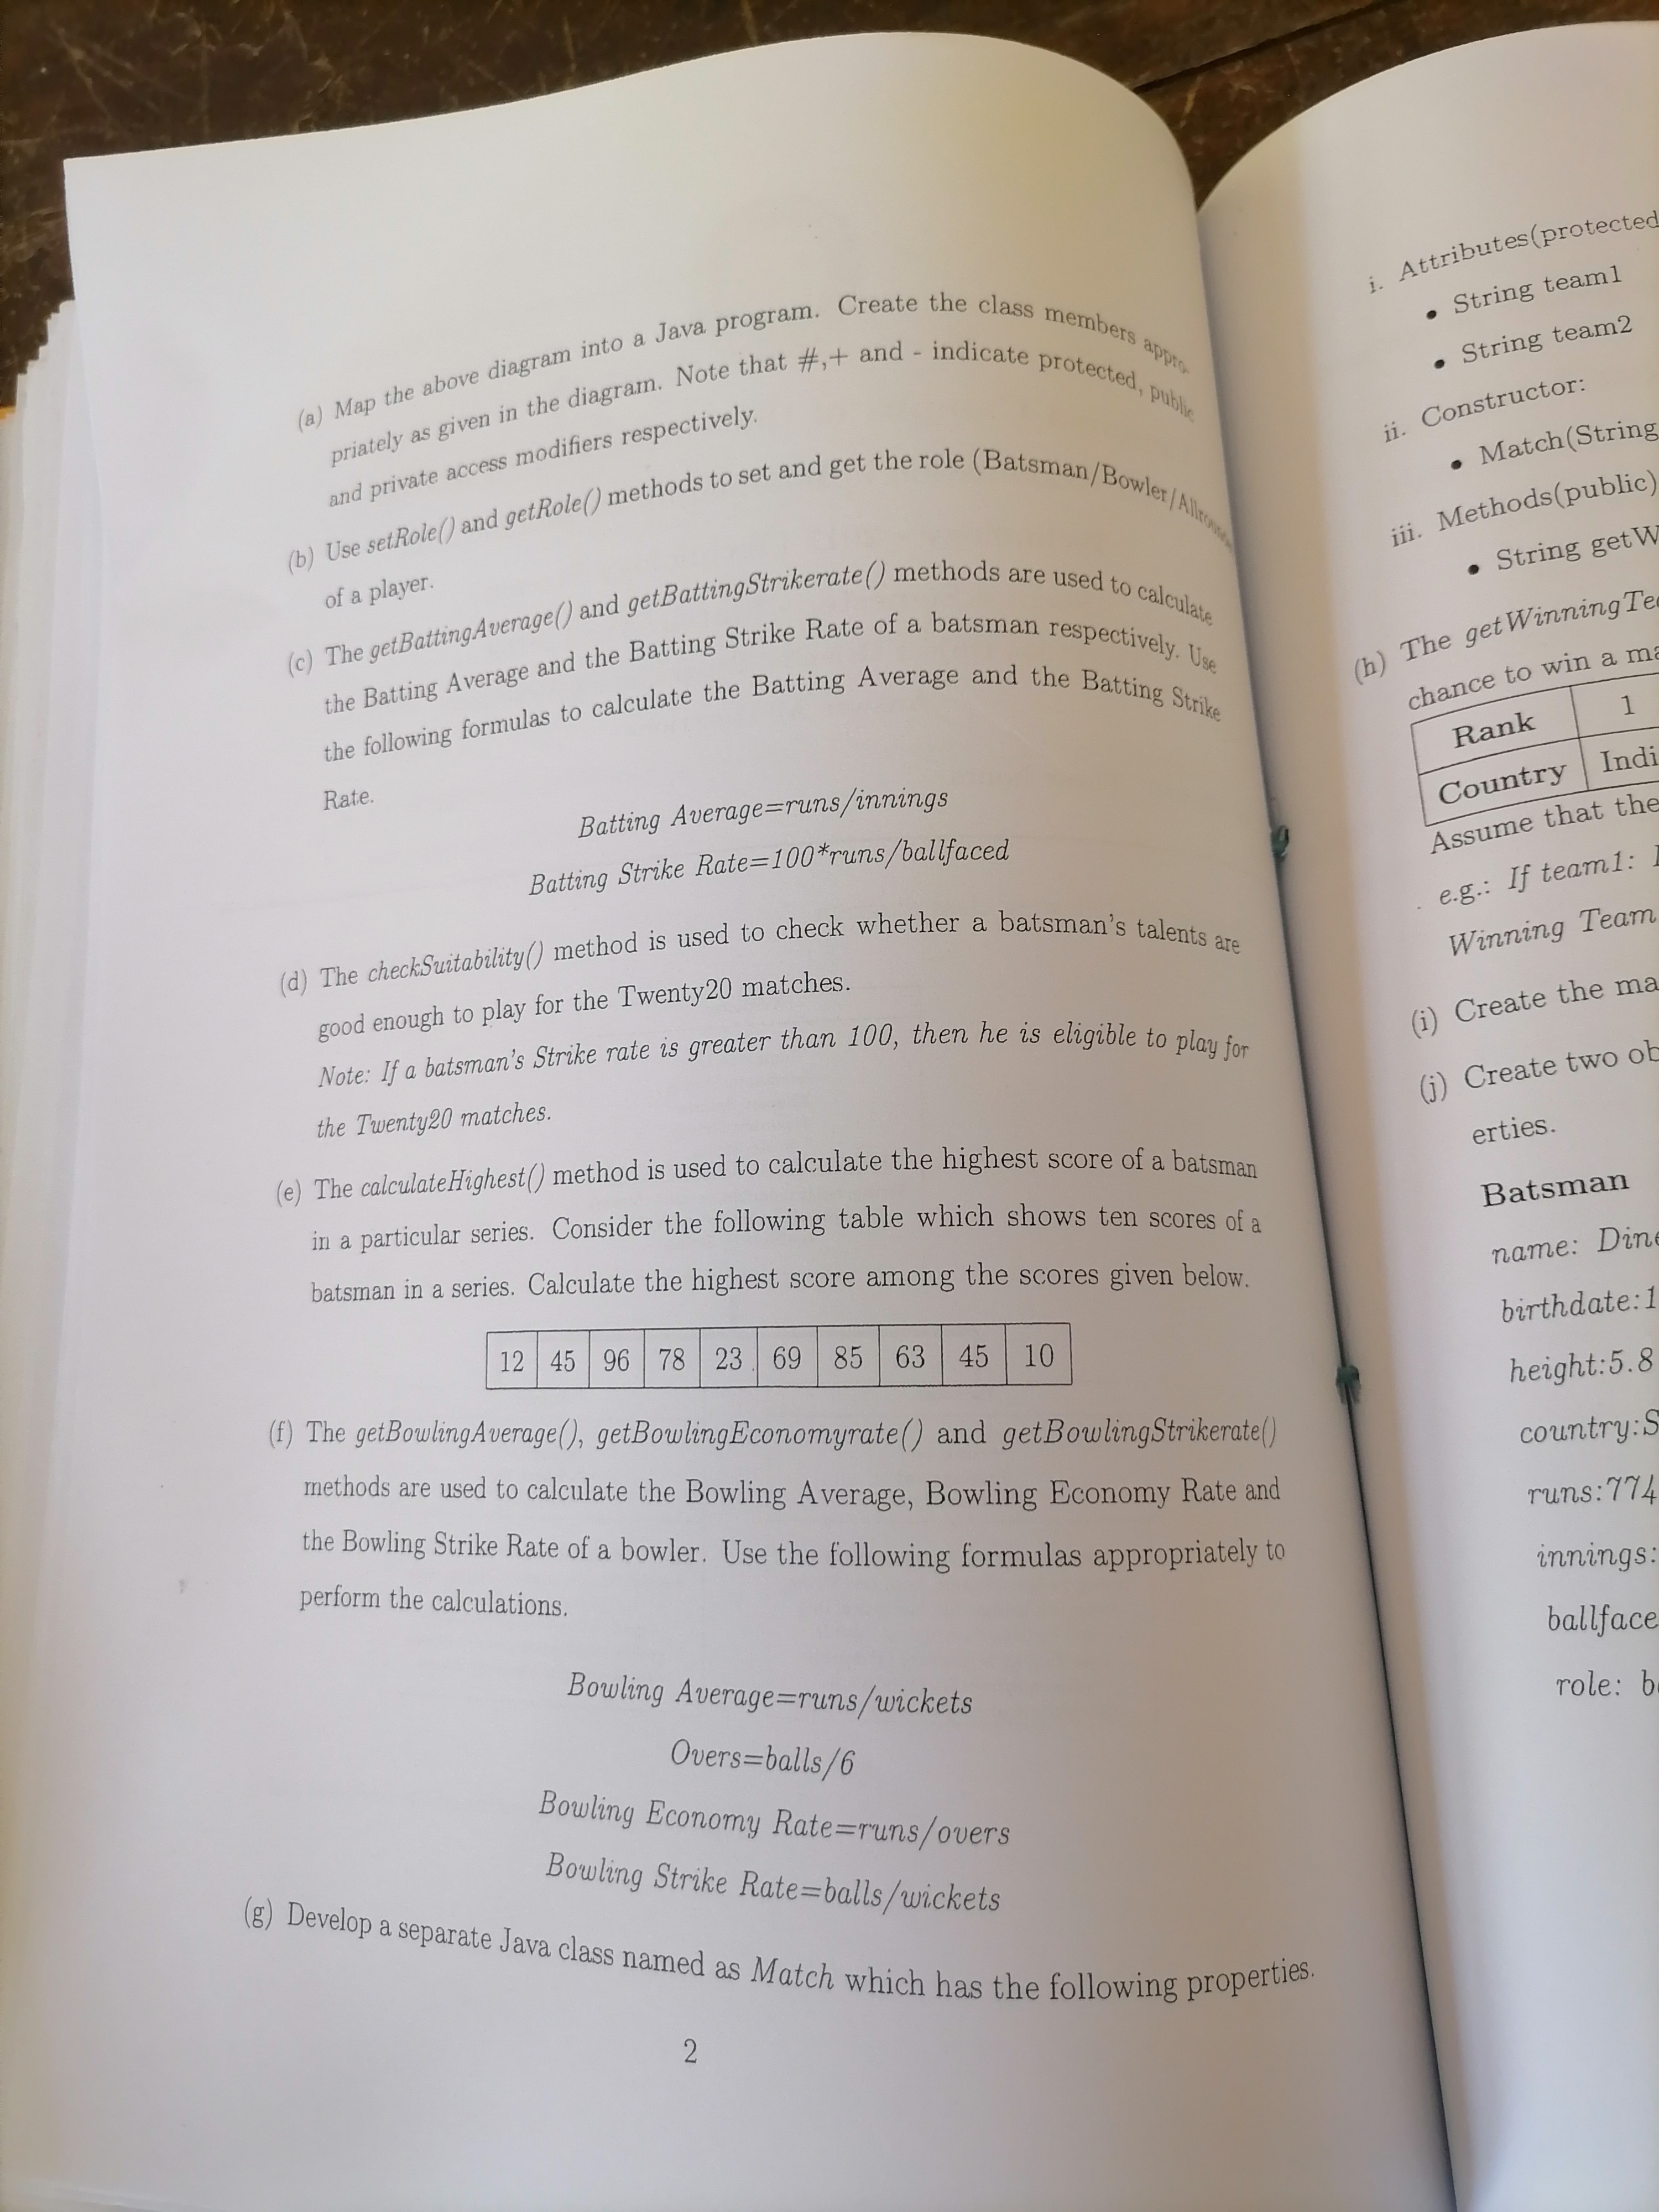 (a) Map the above diagram into a Java program. Create the class members appro-
priately as given in the diagram. Note that #,+ and - indicate protected, public
and private access modifiers respectively.
(b) Use setRole() and getRole() methods to set and get the role (Batsman/Bowler/
of a player.
(c) The getBattingAverage() and getBattingStrikerate() methods are used to calculate
the Batting Average and the Batting Strike Rate of a batsman respectively. Use
the following formulas to calculate the Batting Average and the Batting Strike
Rate.
Batting Average=runs/innings
Batting Strike Rate=100*runs/ballfaced
(d) The checkSuitability() method is used to check whether a batsman's talents are
good enough to play for the Twenty20 matches.
Note: If a batsman's Strike rate is greater than 100, then he is eligible to play for
the Twenty20 matches.
(e) The calculateHighest() method is used to calculate the highest score of a batsman
in a particular series. Consider the following table which shows ten scores of a
batsman in a series. Calculate the highest score among the scores given below.
12 45 96 78 23 69 85 63 45 10
(f) The getBowlingAverage(), getBowlingEconomyrate() and getBowlingStrikerate()
methods are used to calculate the Bowling Average, Bowling Economy Rate and
the Bowling Strike Rate of a bowler. Use the following formulas appropriately to
perform the calculations.
Bowling Average=runs/wickets
Overs=balls/6
Bowling Economy Rate=runs/overs
Bowling Strike Rate=balls/wickets
(g) Develop a separate Java class named as Match which has the following properties.
2
i. Attributes(protected
• String team1
• String team2
ii. Constructor:
• Match(String
iii. Methods(public)
• String getW
(h) The getWinningTe
chance to win a ma
Rank 1
Country Indi
Assume that the
e.g.: If team1:
Winning Team
(i) Create the ma
(j) Create two ob
erties.
Batsman
name: Dine
birthdate:1
height:5.8
country:S
runs:774
innings:
ballface
role: b